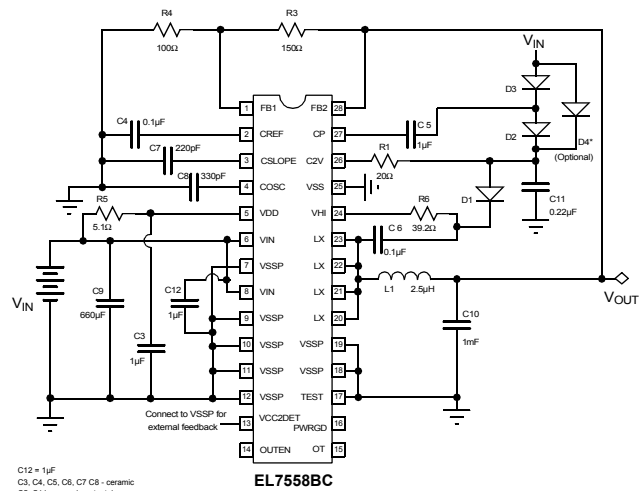 R4
100Ω
R3
150Ω
V_IN
D3
D2
D4*
(Optional)
1 FB1 FB2 28
C4 0.1µF
2 CREF CP 27
C 5
1µF
C7 220pF
3 CSLOPE C2V 26
R1
20Ω
C8 330pF
4 COSC VSS 25
D1
C11
0.22µF
R5
5.1Ω
5 VDD VHI 24
R6
39.2Ω
6 VIN LX 23
C 6
0.1µF
7 VSSP LX 22
8 VIN LX 21
L1 2.5µH
V_OUT
V_IN
C9
660µF
C12
1µF
9 VSSP LX 20
C10
1mF
C3
1µF
10 VSSP VSSP 19
11 VSSP VSSP 18
12 VSSP TEST 17
Connect to VSSP for
external feedback
13 VCC2DET PWRGD 16
14 OUTEN OT 15
EL7558BC
C12 = 1µF
C3, C4, C5, C6, C7 C8 - ceramic